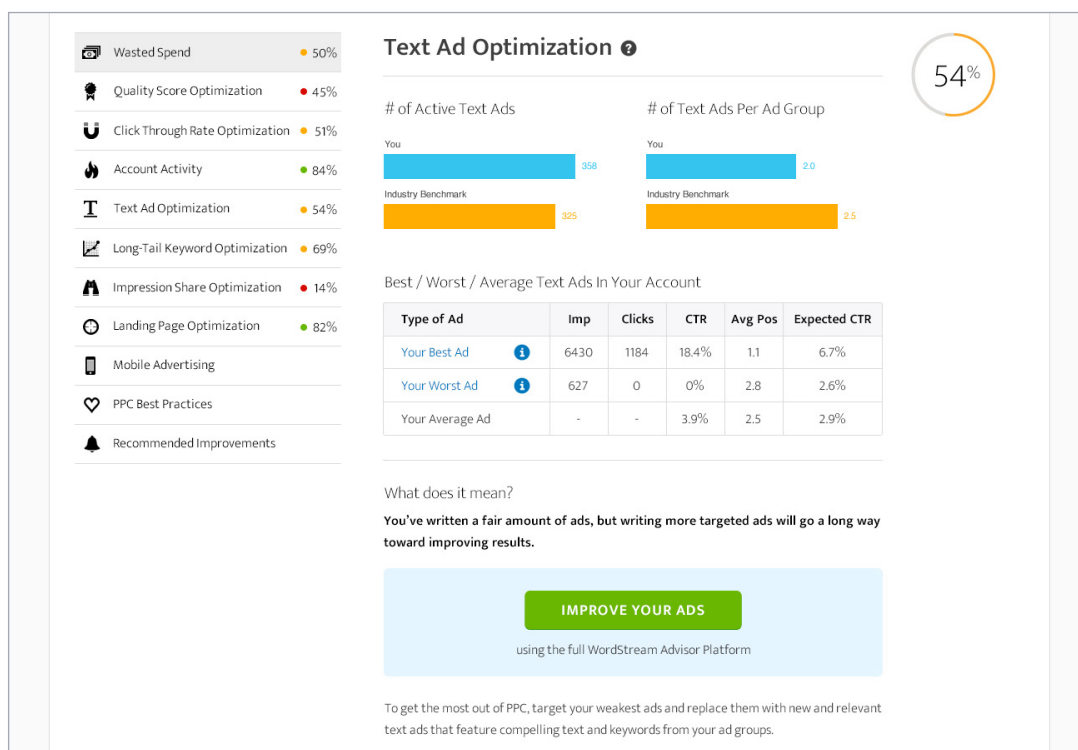 Wasted Spend 50%
Quality Score Optimization 45%
Click Through Rate Optimization 51%
Account Activity 84%
Text Ad Optimization 54%
Long-Tail Keyword Optimization 69%
Impression Share Optimization 14%
Landing Page Optimization 82%
Mobile Advertising
PPC Best Practices
Recommended Improvements
Text Ad Optimization ?
54%
# of Active Text Ads
You
358
Industry Benchmark
325
# of Text Ads Per Ad Group
You
2.0
Industry Benchmark
2.5
Best / Worst / Average Text Ads In Your Account
Type of Ad Imp Clicks CTR Avg Pos Expected CTR
Your Best Ad i 6430 1184 18.4% 1.1 6.7%
Your Worst Ad i 627 0 0% 2.8 2.6%
Your Average Ad - - 3.9% 2.5 2.9%
What does it mean?
You've written a fair amount of ads, but writing more targeted ads will go a long way
toward improving results.
IMPROVE YOUR ADS
using the full WordStream Advisor Platform
To get the most out of PPC, target your weakest ads and replace them with new and relevant
text ads that feature compelling text and keywords from your ad groups.